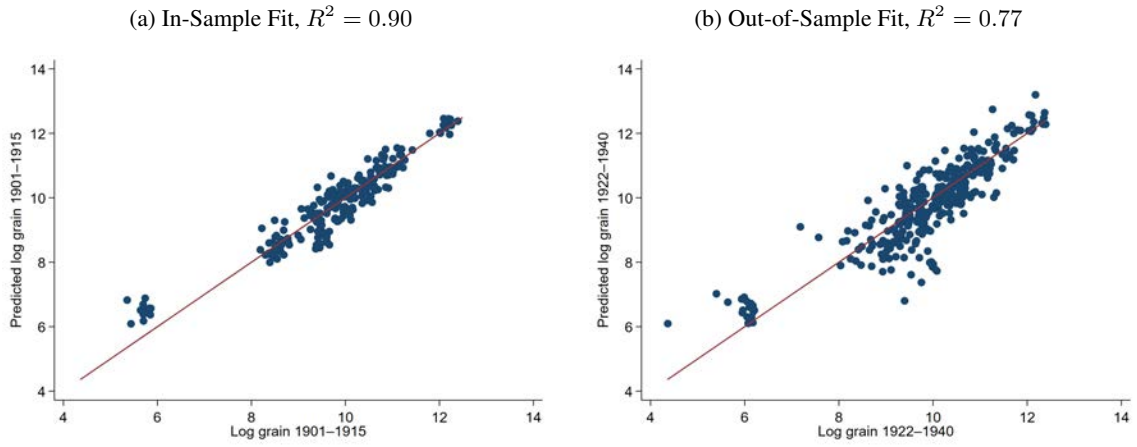 (a) In-Sample Fit, R² = 0.90
14
12
10
8
6
4
Predicted log grain 1901–1915
4 6 8 10 12 14
Log grain 1901–1915
(b) Out-of-Sample Fit, R² = 0.77
14
12
10
8
6
4
Predicted log grain 1922–1940
4 6 8 10 12 14
Log grain 1922–1940